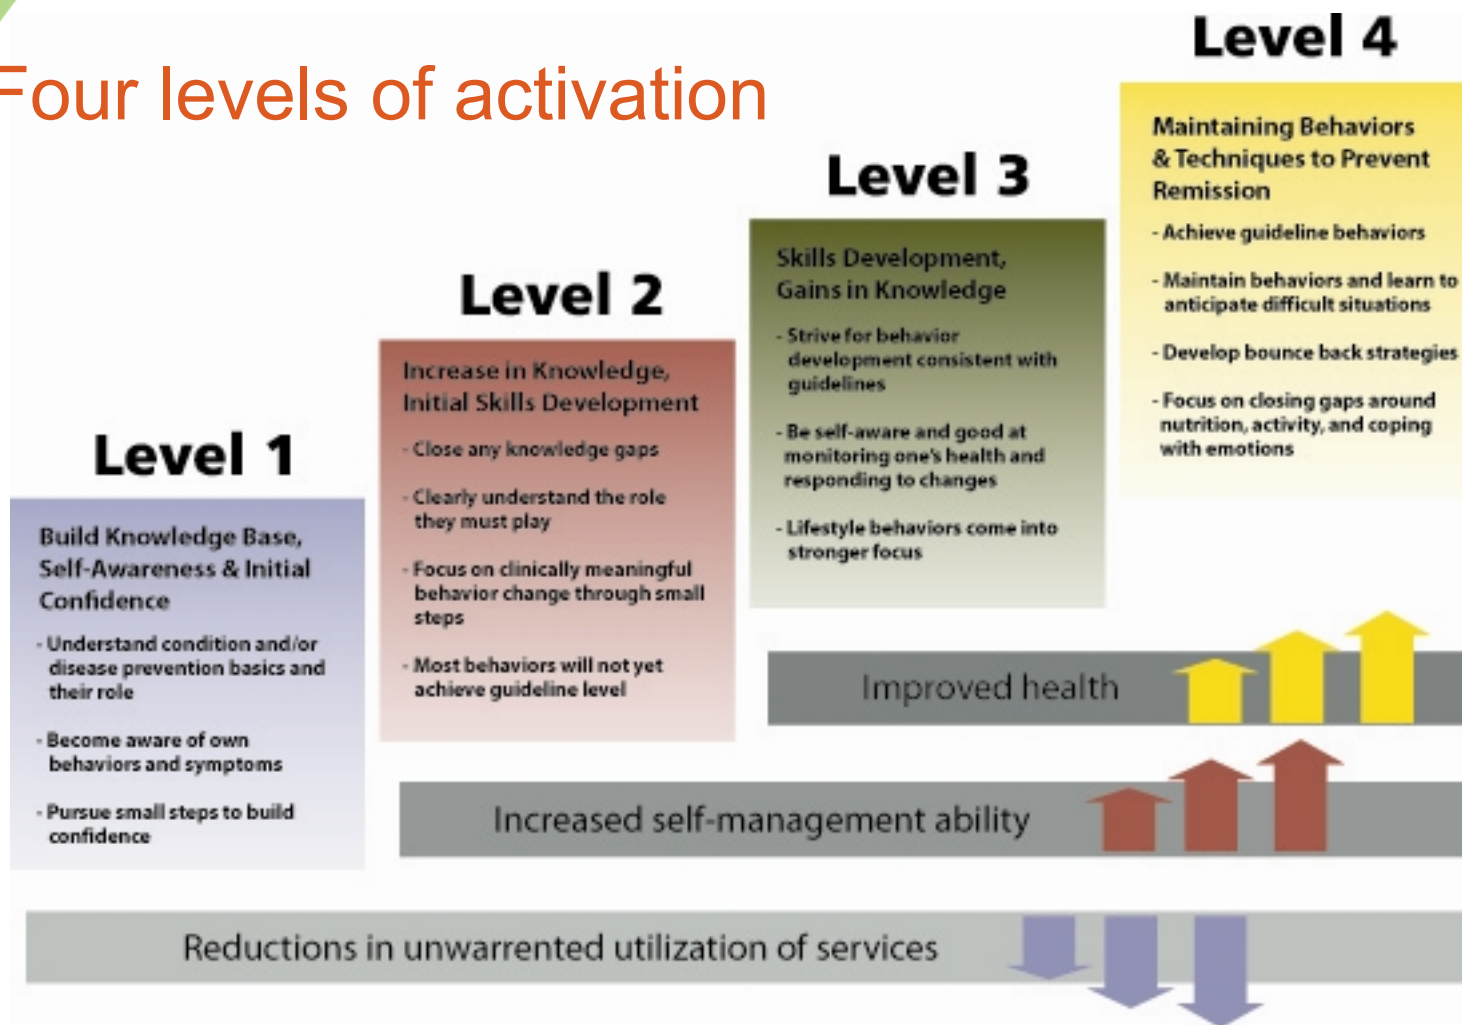 Four levels of activation
Level 1
Build Knowledge Base,
Self-Awareness & Initial
Confidence
- Understand condition and/or
disease prevention basics and
their role
- Become aware of own
behaviors and symptoms
- Pursue small steps to build
confidence
Level 2
Increase in Knowledge,
Initial Skills Development
- Close any knowledge gaps
- Clearly understand the role
they must play
- Focus on clinically meaningful
behavior change through small
steps
- Most behaviors will not yet
achieve guideline level
Level 3
Skills Development,
Gains in Knowledge
- Strive for behavior
development consistent with
guidelines
- Be self-aware and good at
monitoring one's health and
responding to changes
- Lifestyle behaviors come into
stronger focus
Level 4
Maintaining Behaviors
& Techniques to Prevent
Remission
- Achieve guideline behaviors
- Maintain behaviors and learn to
anticipate difficult situations
- Develop bounce back strategies
- Focus on closing gaps around
nutrition, activity, and coping
with emotions
Improved health
Increased self-management ability
Reductions in unwarrented utilization of services